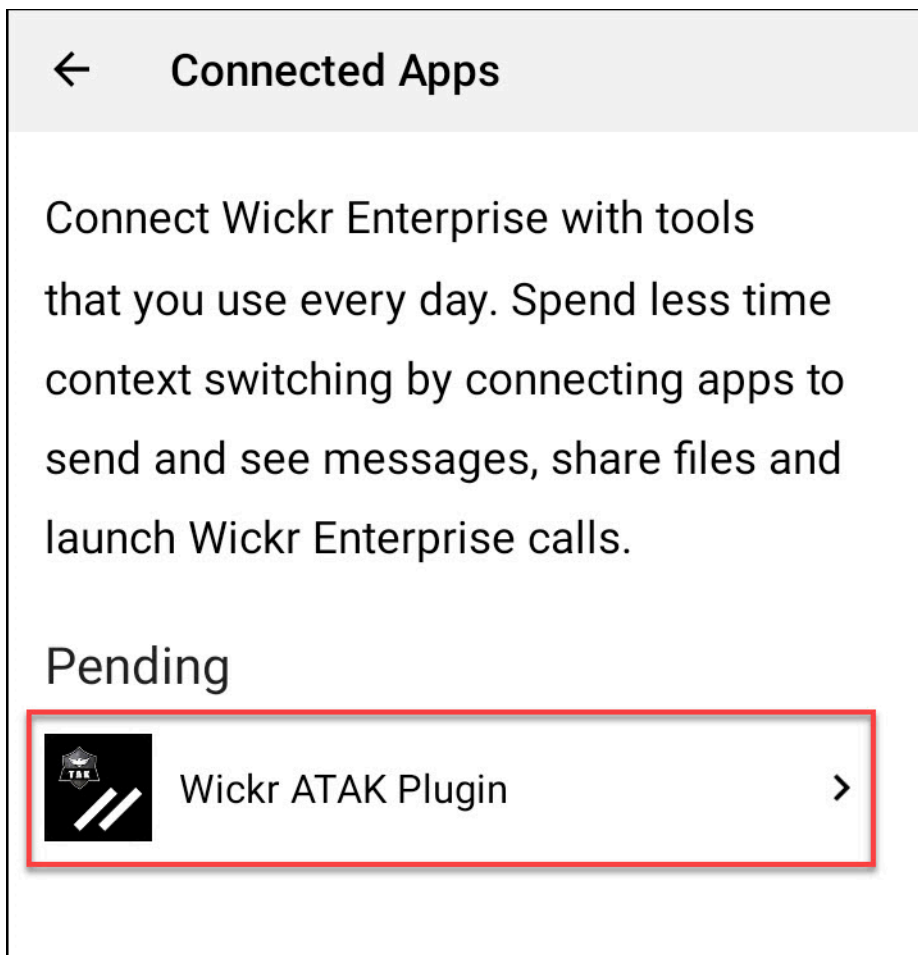 Connected Apps
Connect Wickr Enterprise with tools
that you use every day. Spend less time
context switching by connecting apps to
send and see messages, share files and
launch Wickr Enterprise calls.
Pending
TAK
Wickr ATAK Plugin